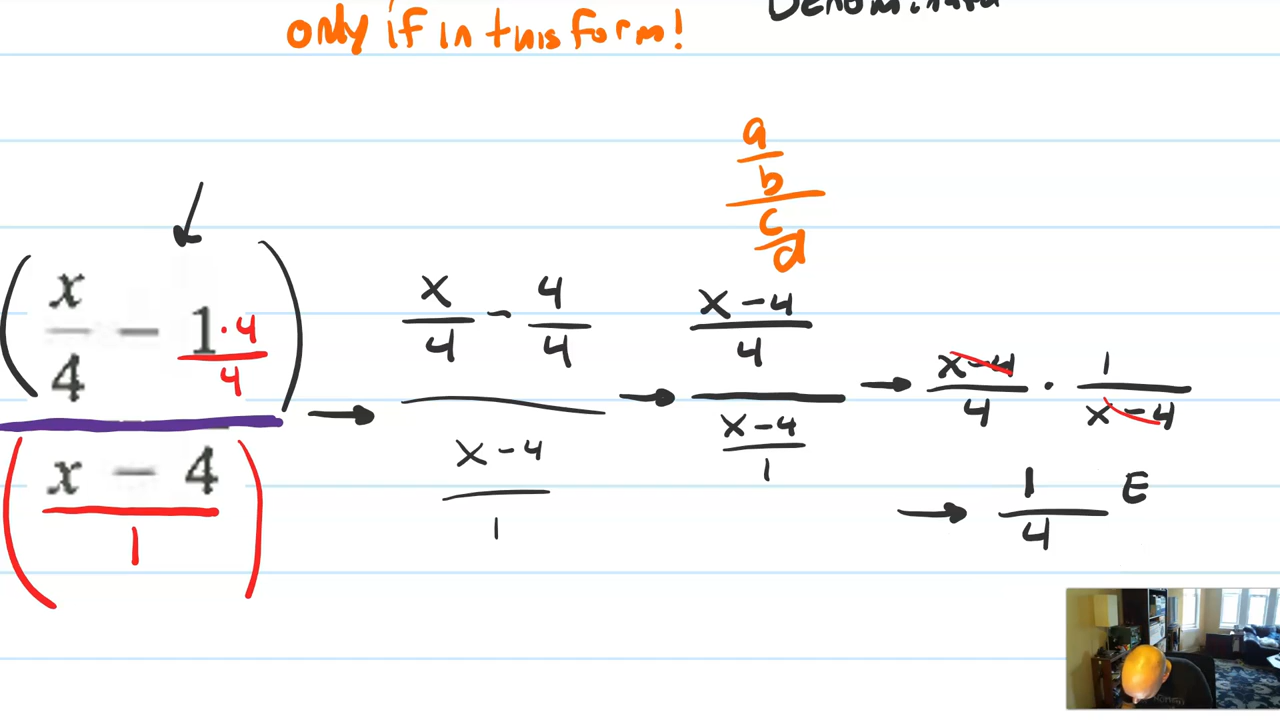 only if in this form!
a/b
c/d
(x/4 - 1·4/4)
(x - 4/1)
→
x/4 - 4/4
x - 4/1
→
x - 4/4
x - 4/1
→ x - 4/4 · 1/x - 4
→ 1/4 E